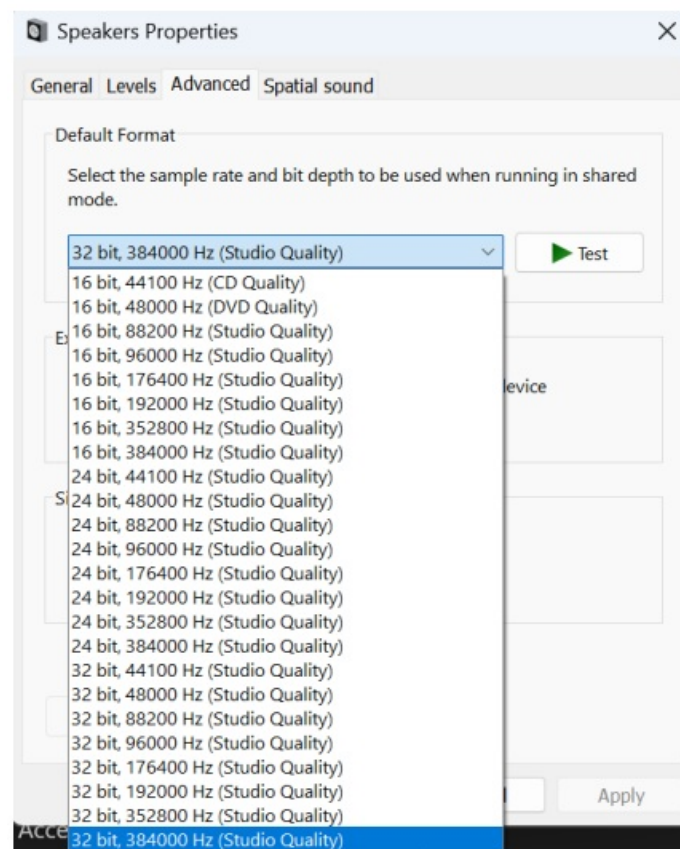 Speakers Properties
General Levels Advanced Spatial sound
Default Format
Select the sample rate and bit depth to be used when running in shared
mode.
32 bit, 384000 Hz (Studio Quality)
Test
16 bit, 44100 Hz (CD Quality)
16 bit, 48000 Hz (DVD Quality)
16 bit, 88200 Hz (Studio Quality)
16 bit, 96000 Hz (Studio Quality)
16 bit, 176400 Hz (Studio Quality)
evice
16 bit, 192000 Hz (Studio Quality)
16 bit, 352800 Hz (Studio Quality)
16 bit, 384000 Hz (Studio Quality)
24 bit, 44100 Hz (Studio Quality)
24 bit, 48000 Hz (Studio Quality)
24 bit, 88200 Hz (Studio Quality)
24 bit, 96000 Hz (Studio Quality)
24 bit, 176400 Hz (Studio Quality)
24 bit, 192000 Hz (Studio Quality)
24 bit, 352800 Hz (Studio Quality)
24 bit, 384000 Hz (Studio Quality)
32 bit, 44100 Hz (Studio Quality)
32 bit, 48000 Hz (Studio Quality)
32 bit, 88200 Hz (Studio Quality)
32 bit, 96000 Hz (Studio Quality)
32 bit, 176400 Hz (Studio Quality)
32 bit, 192000 Hz (Studio Quality)
Apply
32 bit, 352800 Hz (Studio Quality)
Acce
32 bit, 384000 Hz (Studio Quality)